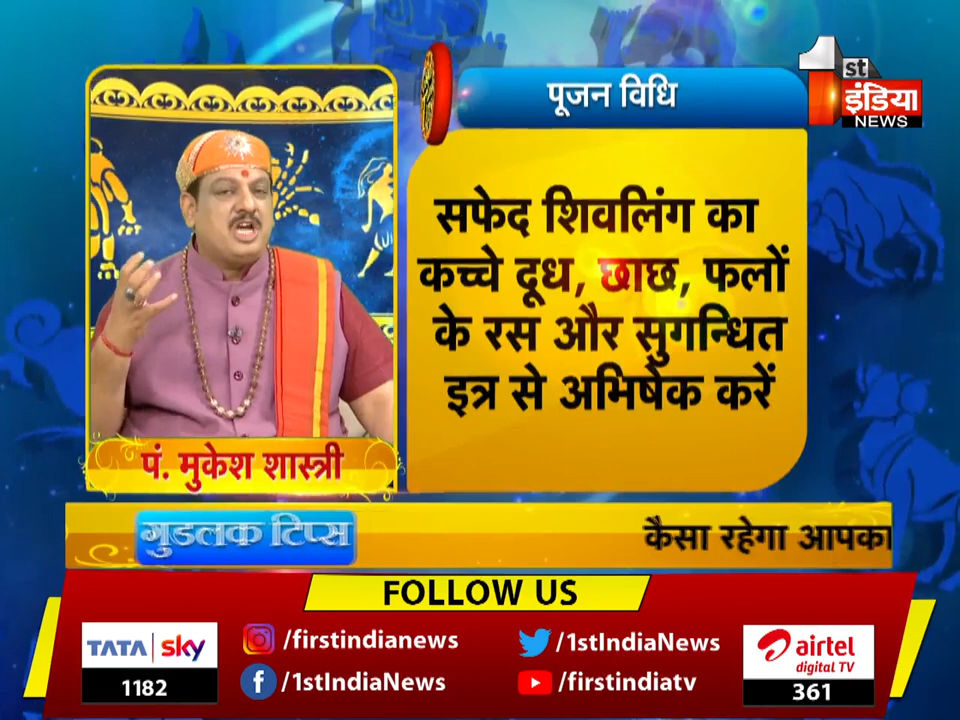 1st
इंडिया
NEWS
पूजन विधि
सफेद शिवलिंग का
कच्चे दूध, छाछ, फलों
के रस और सुगन्धित
इत्र से अभिषेक करें
पं. मुकेश शास्त्री
गुडलक टिप्स
कैसा रहेगा आपका
FOLLOW US
TATA sky
1182
/firstindianews
/1stIndiaNews
/1stIndiaNews
/firstindiatv
airtel
digital TV
361